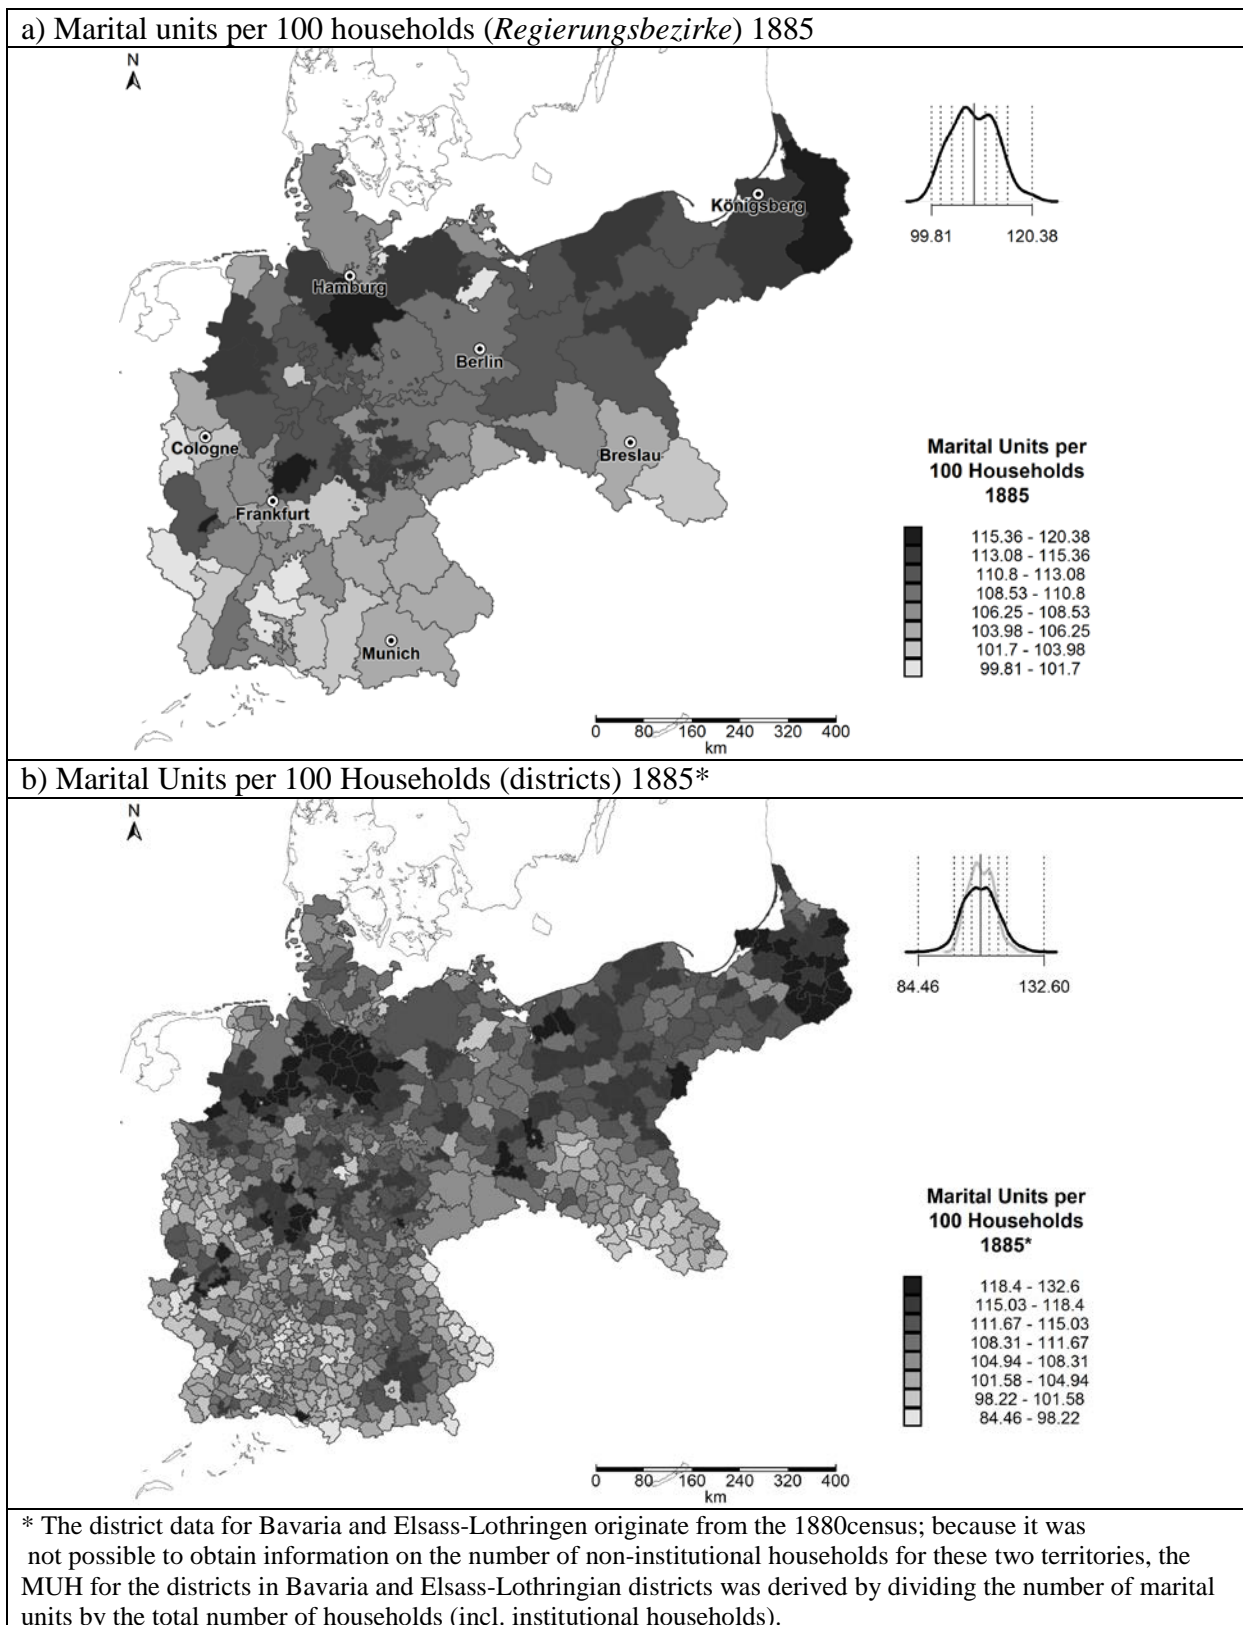 a) Marital units per 100 households (Regierungsbezirke) 1885
N
Königsberg
Hamburg
Berlin
Cologne
Breslau
Frankfurt
Munich
99.81 120.38
Marital Units per
100 Households
1885
115.36 - 120.38
113.08 - 115.36
110.8 - 113.08
108.53 - 110.8
106.25 - 108.53
103.98 - 106.25
101.7 - 103.98
99.81 - 101.7
0 80 160 240 320 400
km
b) Marital Units per 100 Households (districts) 1885*
N
84.46 132.60
Marital Units per
100 Households
1885*
118.4 - 132.6
115.03 - 118.4
111.67 - 115.03
108.31 - 111.67
104.94 - 108.31
101.58 - 104.94
98.22 - 101.58
84.46 - 98.22
0 80 160 240 320 400
km
* The district data for Bavaria and Elsass-Lothringen originate from the 1880census; because it was
not possible to obtain information on the number of non-institutional households for these two territories, the
MUH for the districts in Bavaria and Elsass-Lothringian districts was derived by dividing the number of marital
units by the total number of households (incl. institutional households).